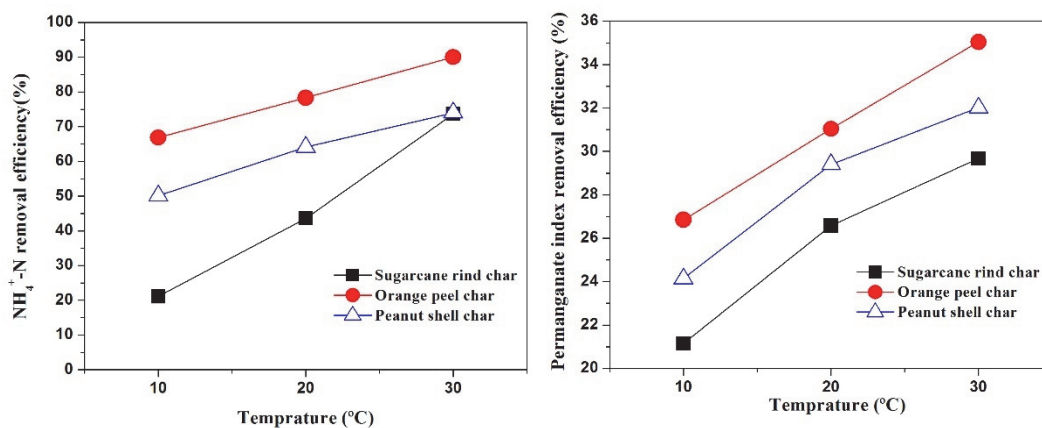 NH₄⁺-N removal efficiency(%)
100
90
80
70
60
50
40
30
20
10
0
Sugarcane rind char
Orange peel char
Peanut shell char
10 20 30
Temprature (ºC)
Permanganate index removal efficiency (%)
36
34
32
30
28
26
24
22
20
Sugarcane rind char
Orange peel char
Peanut shell char
10 20 30
Temprature (ºC)